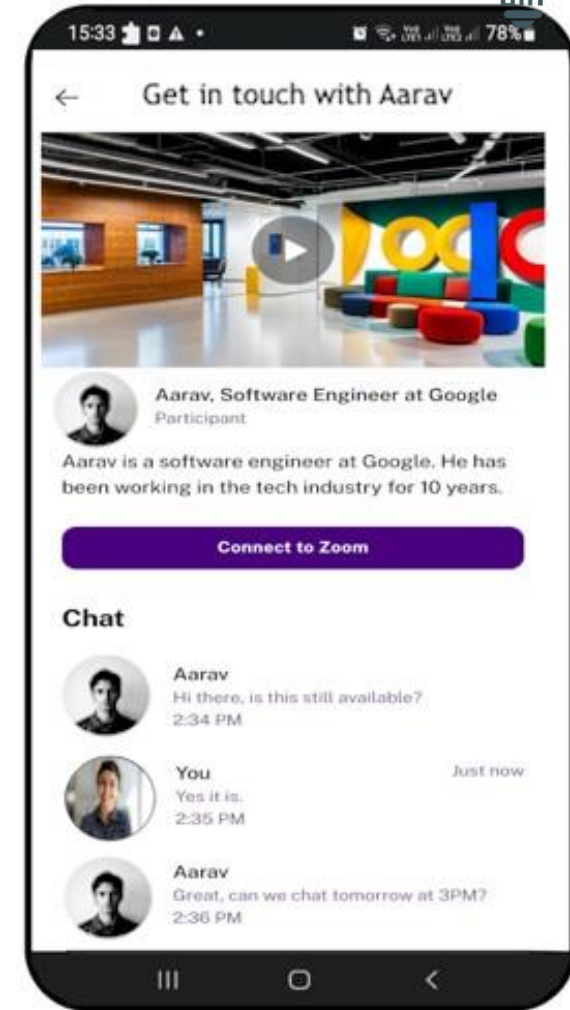 15:33
78%
Get in touch with Aarav
Aarav, Software Engineer at Google
Participant
Aarav is a software engineer at Google. He has
been working in the tech industry for 10 years.
Connect to Zoom
Chat
Aarav
Hi there, is this still available?
2:34 PM
You
Just now
Yes it is.
2:35 PM
Aarav
Great, can we chat tomorrow at 3PM?
2:36 PM